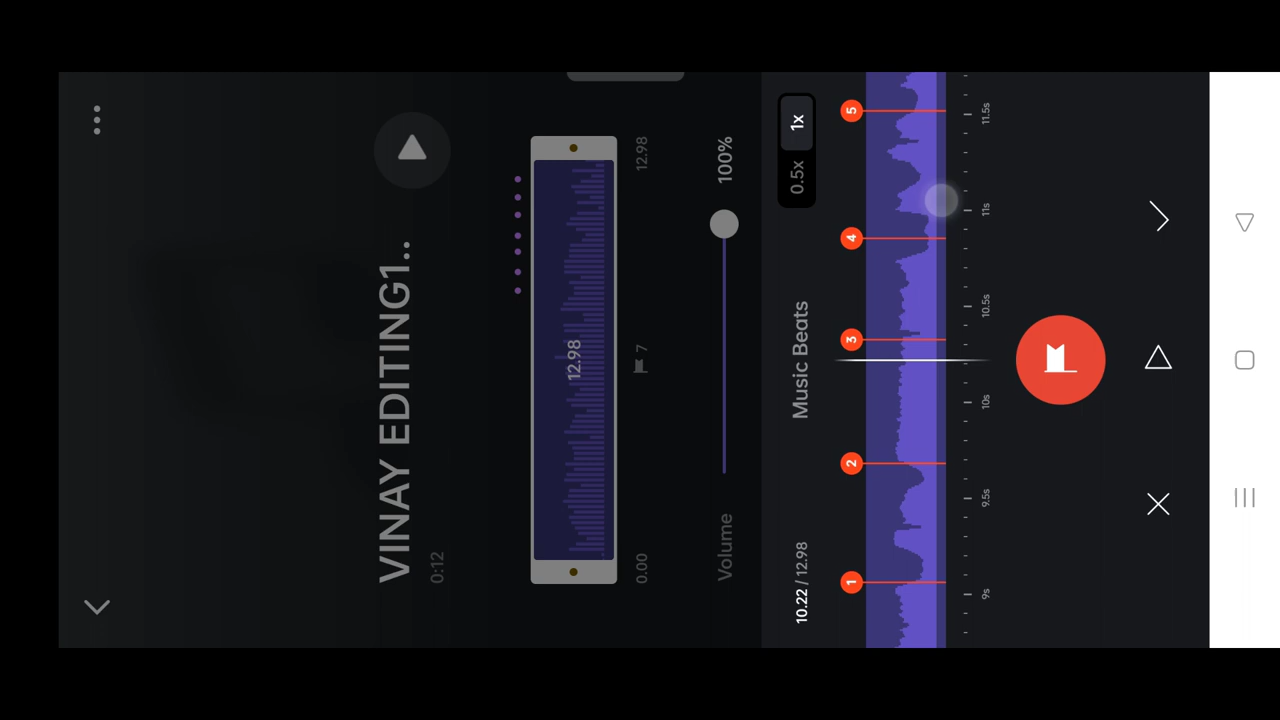 VINAY EDITING1..
0:12
12.98
0.00
7
12.98
Volume
100%
0.5x
1x
10.22 / 12.98
Music Beats
1
2
3
4
5
9s
9.5s
10s
10.5s
11s
11.5s